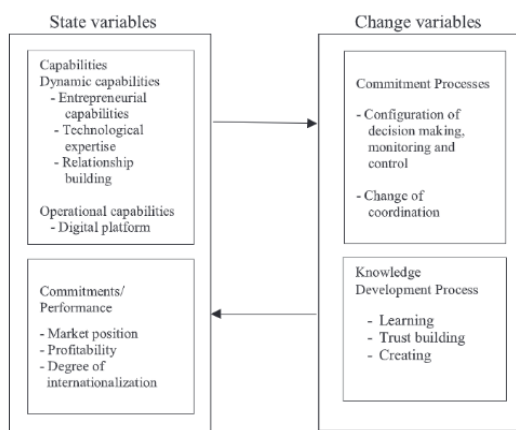 State variables
Capabilities
Dynamic capabilities
- Entrepreneurial
capabilities
- Technological
expertise
- Relationship
building
Operational capabilities
- Digital platform
Commitments/
Performance
- Market position
- Profitability
- Degree of
internationalization
Change variables
Commitment Processes
- Configuration of
decision making,
monitoring and
control
- Change of
coordination
Knowledge
Development Process
- Learning
- Trust building
- Creating